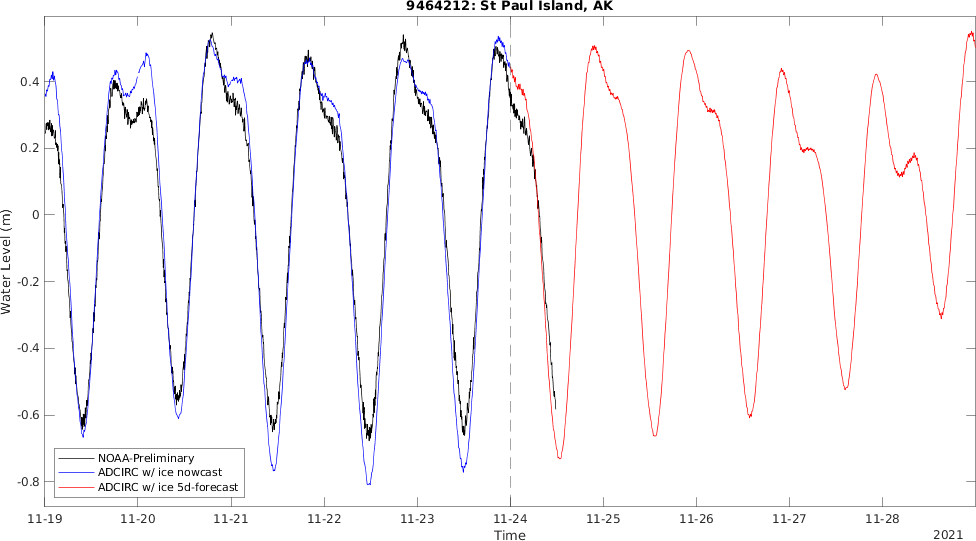 9464212: St Paul Island, AK
Water Level (m)
0.4
0.2
0
-0.2
-0.4
-0.6
-0.8
NOAA-Preliminary
ADCIRC w/ ice nowcast
ADCIRC w/ ice 5d-forecast
11-19 11-20 11-21 11-22 11-23 11-24 11-25 11-26 11-27 11-28
Time
2021